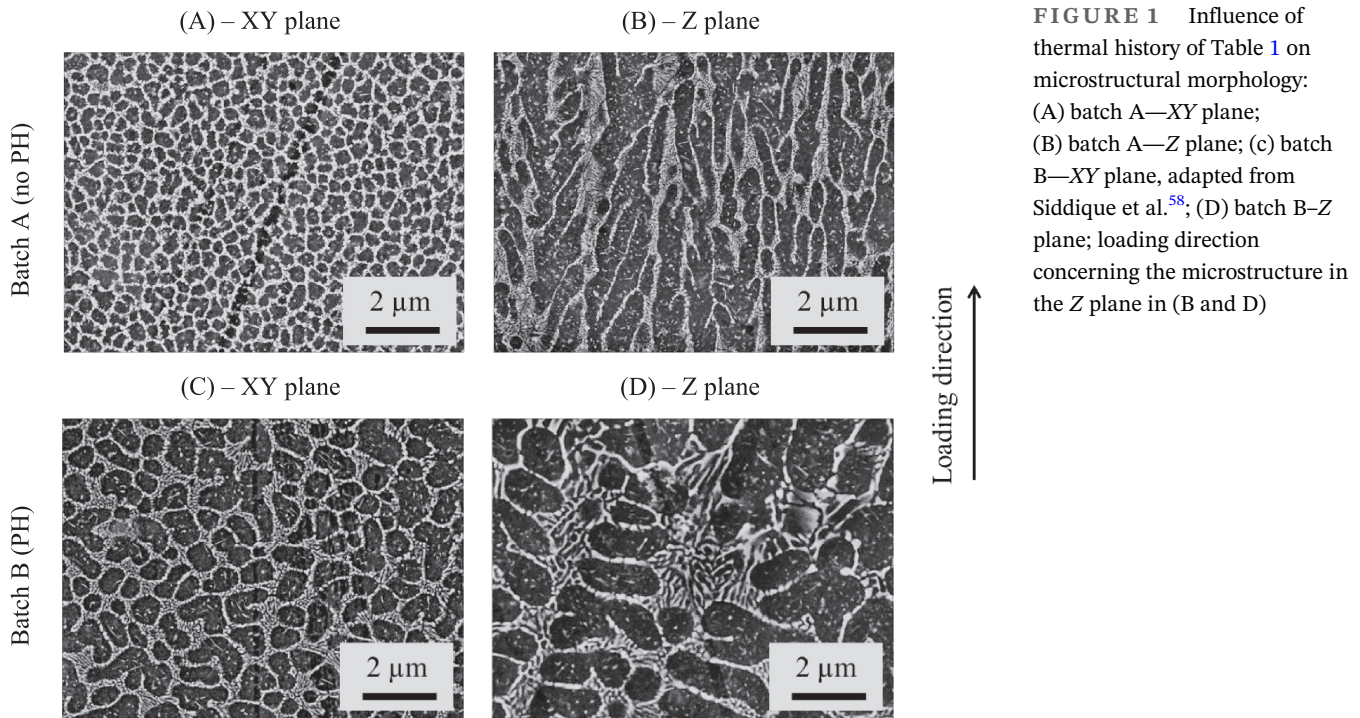 (A) – XY plane
(B) – Z plane
Batch A (no PH)
2 µm
2 µm
(C) – XY plane
(D) – Z plane
Batch B (PH)
2 µm
2 µm
Loading direction
FIGURE 1 Influence of
thermal history of Table 1 on
microstructural morphology:
(A) batch A—XY plane;
(B) batch A—Z plane; (c) batch
B—XY plane, adapted from
Siddique et al.58; (D) batch B–Z
plane; loading direction
concerning the microstructure in
the Z plane in (B and D)